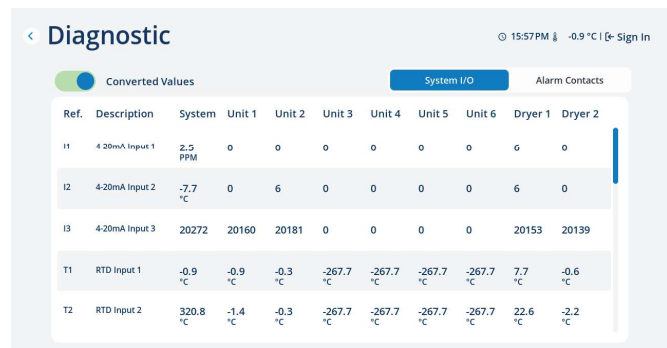 Diagnostic
15:57 PM -0.9 °C | Sign In
Converted Values
System I/O
Alarm Contacts
Ref. Description System Unit 1 Unit 2 Unit 3 Unit 4 Unit 5 Unit 6 Dryer 1 Dryer 2
I1 4-20mA Input 1 2.5 PPM 0 0 0 0 0 0 6 0
I2 4-20mA Input 2 -7.7 °C 0 6 0 0 0 0 6 0
I3 4-20mA Input 3 20272 20160 20181 0 0 0 0 20153 20139
T1 RTD Input 1 -0.9 °C -0.9 °C -0.3 °C -267.7 °C -267.7 °C -267.7 °C -267.7 °C 7.7 °C -0.6 °C
T2 RTD Input 2 320.8 °C -1.4 °C -0.3 °C -267.7 °C -267.7 °C -267.7 °C -267.7 °C 22.6 °C -2.2 °C